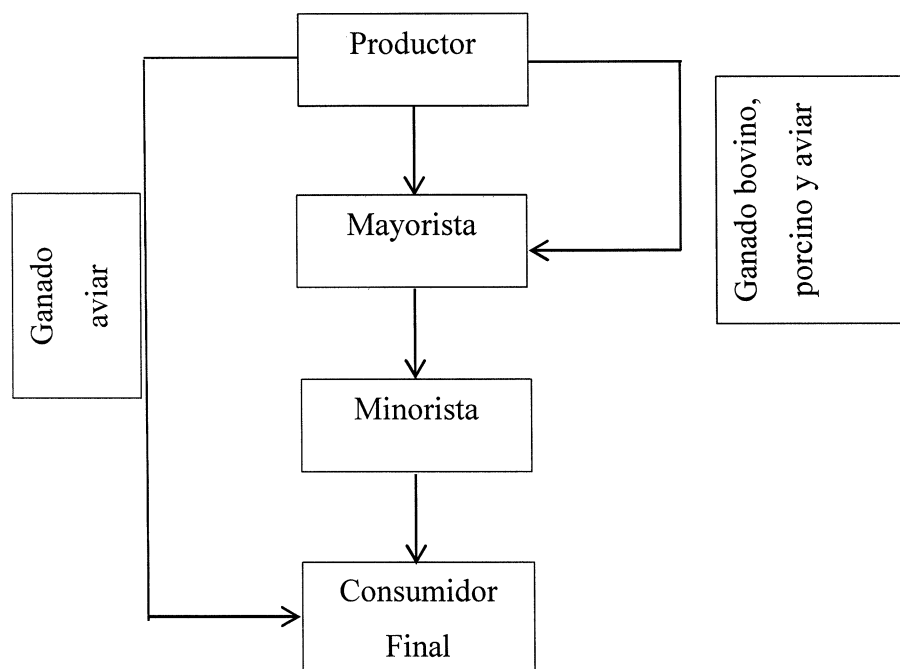 Productor
Mayorista
Minorista
Consumidor
Final
Ganado
aviar
Ganado bovino,
porcino y aviar